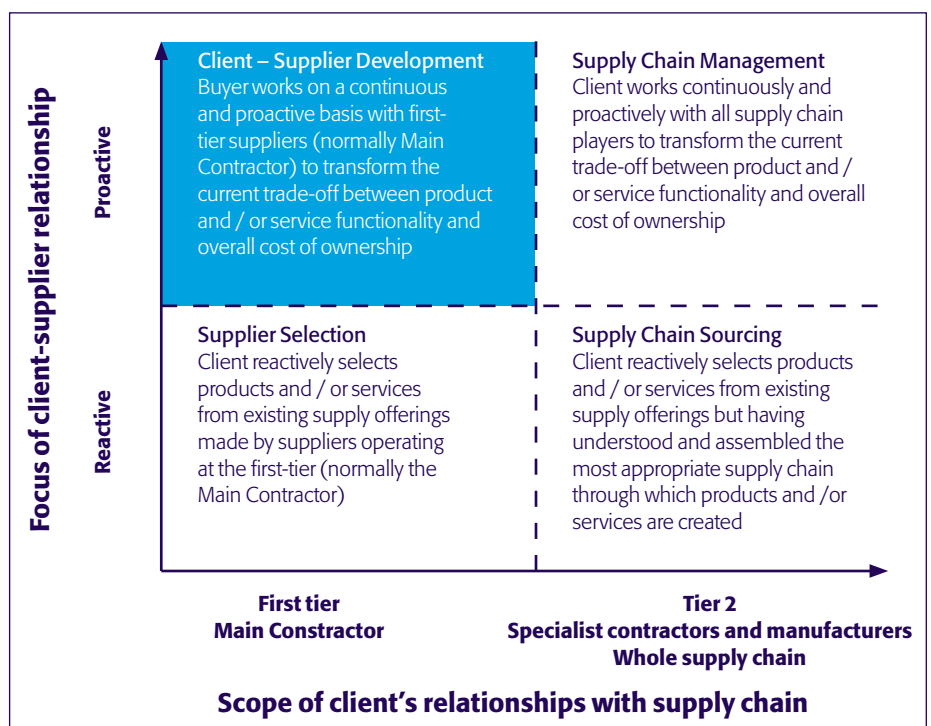 Focus of client-supplier relationship
Proactive
Client – Supplier Development
Buyer works on a continuous
and proactive basis with first-
tier suppliers (normally Main
Contractor) to transform the
current trade-off between product
and / or service functionality and
overall cost of ownership
Supply Chain Management
Client works continuously and
proactively with all supply chain
players to transform the current
trade-off between product and /
or service functionality and overall
cost of ownership
Reactive
Supplier Selection
Client reactively selects
products and / or services
from existing supply offerings
made by suppliers operating
at the first-tier (normally the
Main Contractor)
Supply Chain Sourcing
Client reactively selects products
and / or services from existing
supply offerings but having
understood and assembled the
most appropriate supply chain
through which products and /or
services are created
First tier
Main Constractor
Tier 2
Specialist contractors and manufacturers
Whole supply chain
Scope of client’s relationships with supply chain